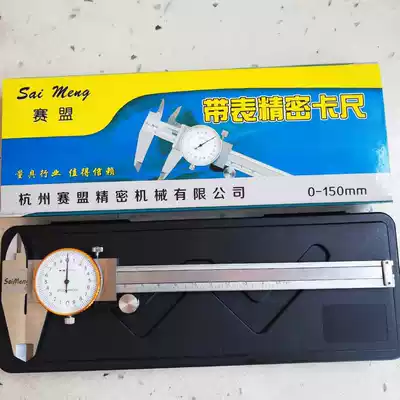 Sai Meng
赛盟
带表精密卡尺
量具行业 值得信赖
杭州赛盟精密机械有限公司
0-150mm
SaiMeng